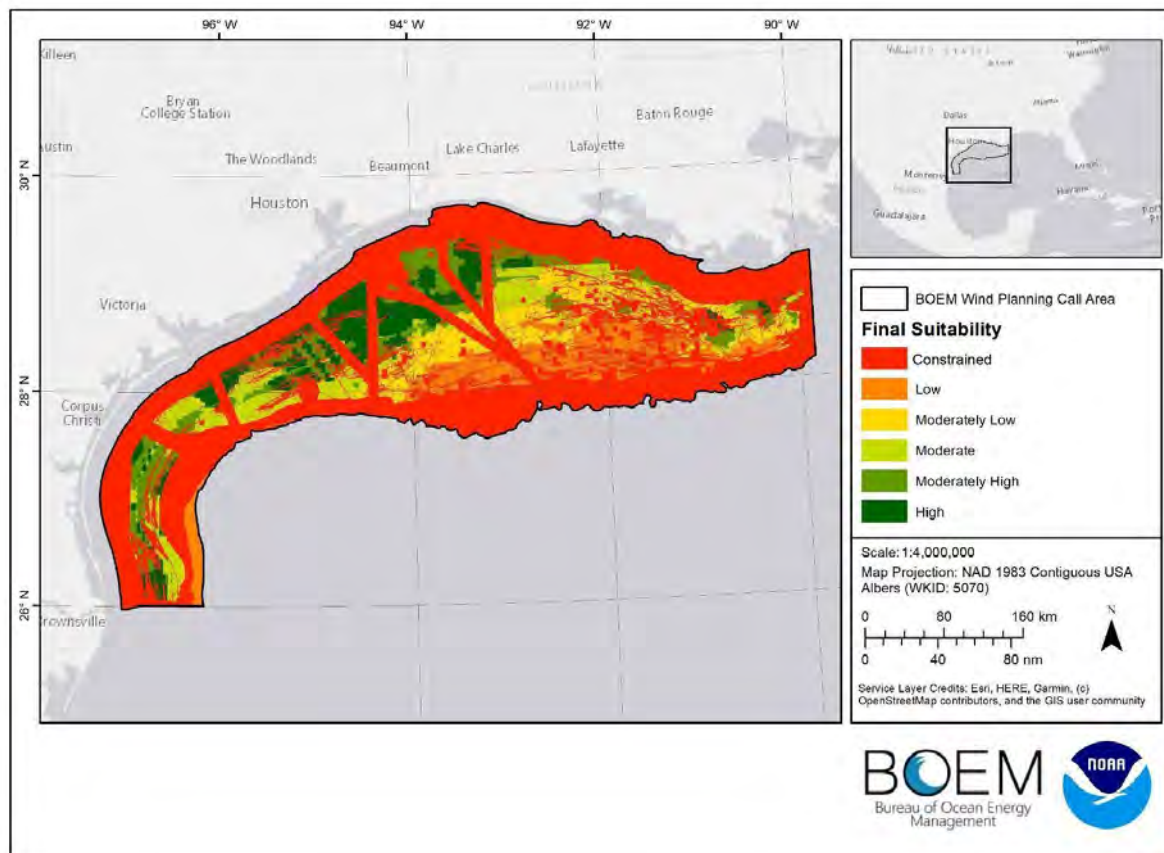 96° W
94° W
92° W
90° W
30° N
28° N
26° N
Killeen
Bryan
College Station
Austin
The Woodlands
Houston
Beaumont
Lake Charles
Lafayette
Baton Rouge
Victoria
Corpus
Christi
Brownsville
Dallas
Houston
Atlanta
Monterrey
Miami
Havana
Guadalajara
BOEM Wind Planning Call Area
Final Suitability
Constrained
Low
Moderately Low
Moderate
Moderately High
High
Scale: 1:4,000,000
Map Projection: NAD 1983 Contiguous USA
Albers (WKID: 5070)
0 80 160 km
0 40 80 nm
N
Service Layer Credits: Esri, HERE, Garmin, (c)
OpenStreetMap contributors, and the GIS user community
BOEM
Bureau of Ocean Energy
Management
NOAA